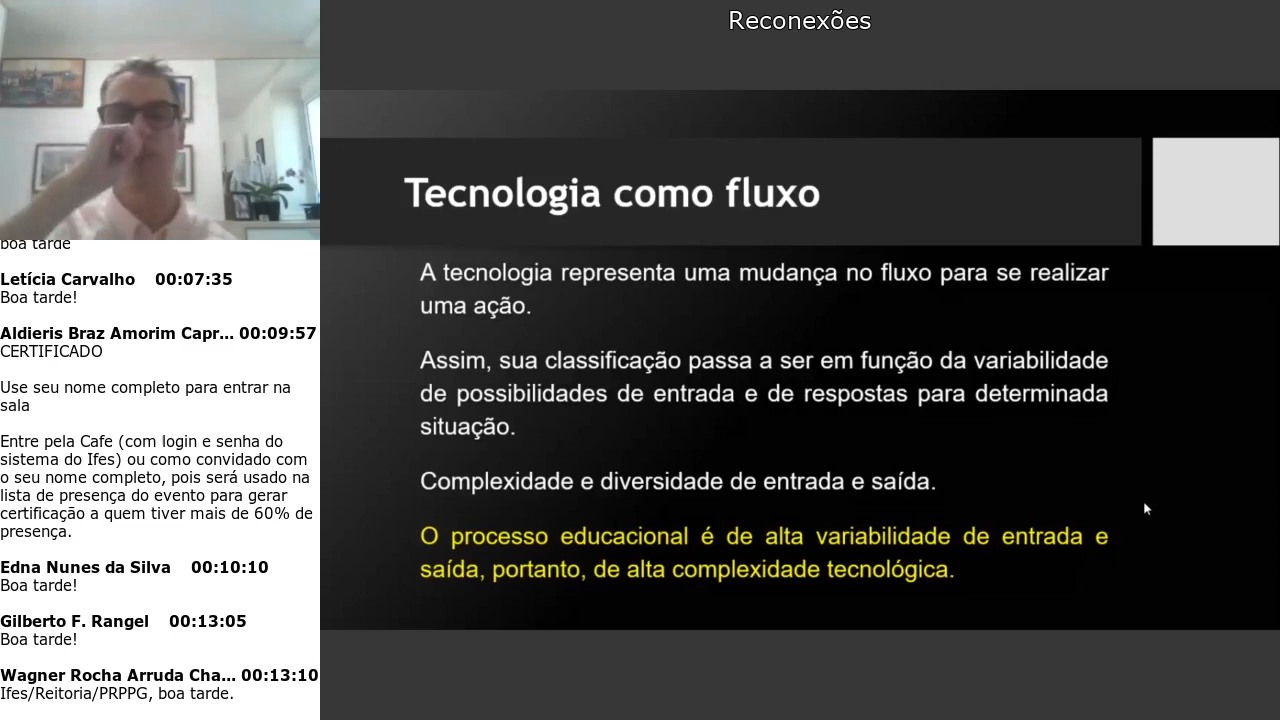 Reconexões
boa tarde
Letícia Carvalho 00:07:35
Boa tarde!
Aldieris Braz Amorim Capr... 00:09:57
CERTIFICADO
Use seu nome completo para entrar na
sala
Entre pela Cafe (com login e senha do
sistema do Ifes) ou como convidado com
o seu nome completo, pois será usado na
lista de presença do evento para gerar
certificação a quem tiver mais de 60% de
presença.
Edna Nunes da Silva 00:10:10
Boa tarde!
Gilberto F. Rangel 00:13:05
Boa tarde!
Wagner Rocha Arruda Cha... 00:13:10
Ifes/Reitoria/PRPPG, boa tarde.
Tecnologia como fluxo
A tecnologia representa uma mudança no fluxo para se realizar
uma ação.
Assim, sua classificação passa a ser em função da variabilidade
de possibilidades de entrada e de respostas para determinada
situação.
Complexidade e diversidade de entrada e saída.
O processo educacional é de alta variabilidade de entrada e
saída, portanto, de alta complexidade tecnológica.